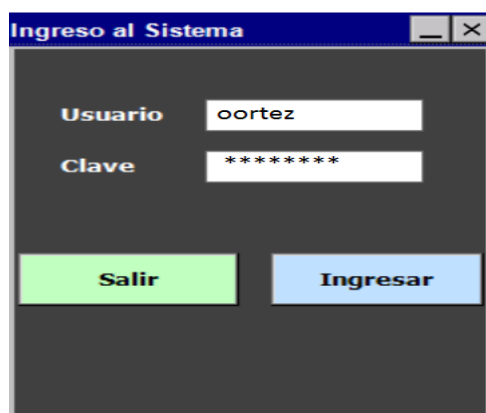 Ingreso al Sistema
Usuario oortez
Clave ********
Salir Ingresar